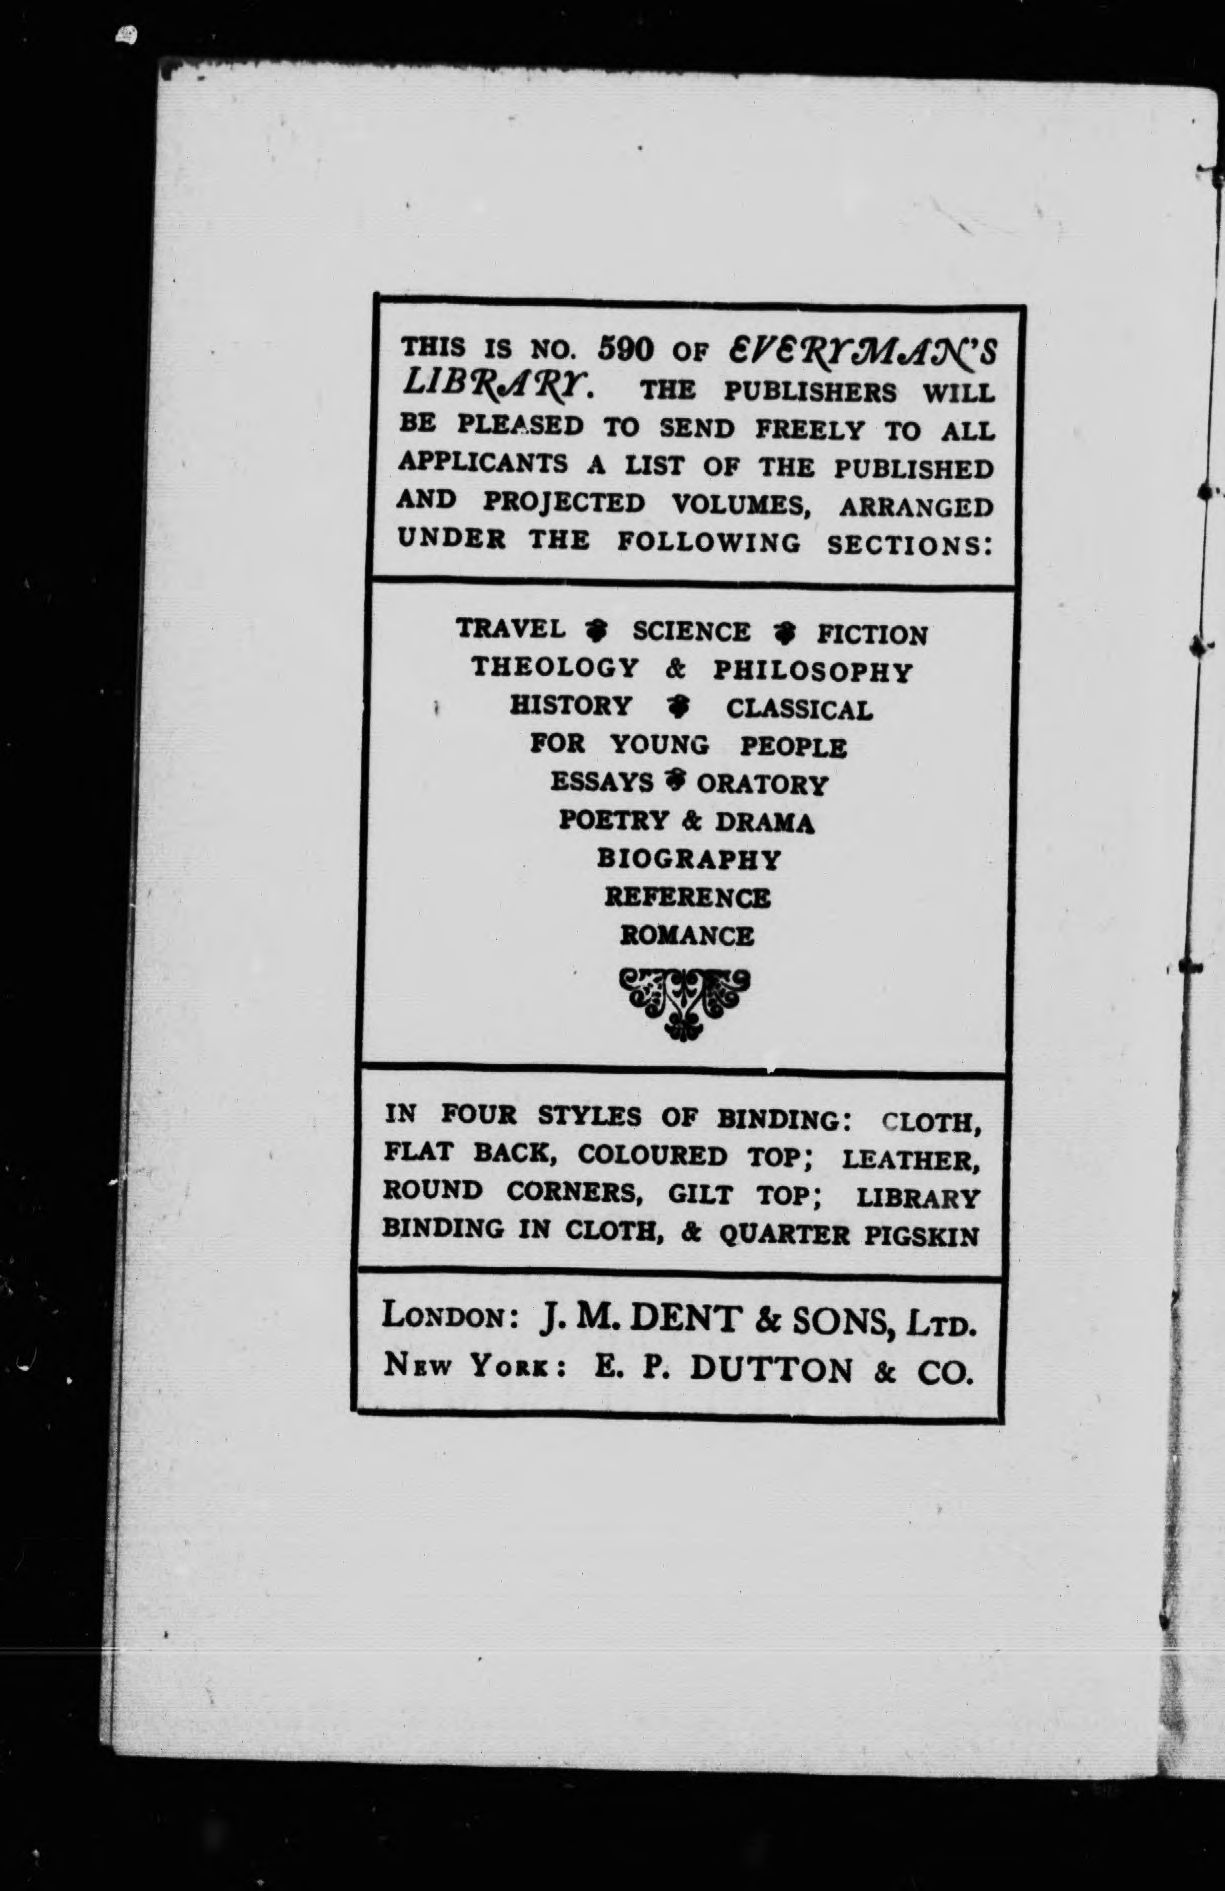 THIS IS NO. 590 OF EVERYMAN'S
LIBRARY. THE PUBLISHERS WILL
BE PLEASED TO SEND FREELY TO ALL
APPLICANTS A LIST OF THE PUBLISHED
AND PROJECTED VOLUMES, ARRANGED
UNDER THE FOLLOWING SECTIONS:
TRAVEL ❦ SCIENCE ❦ FICTION
THEOLOGY & PHILOSOPHY
HISTORY ❦ CLASSICAL
FOR YOUNG PEOPLE
ESSAYS ❦ ORATORY
POETRY & DRAMA
BIOGRAPHY
REFERENCE
ROMANCE
IN FOUR STYLES OF BINDING: CLOTH,
FLAT BACK, COLOURED TOP; LEATHER,
ROUND CORNERS, GILT TOP; LIBRARY
BINDING IN CLOTH, & QUARTER PIGSKIN
LONDON: J. M. DENT & SONS, LTD.
NEW YORK: E. P. DUTTON & CO.